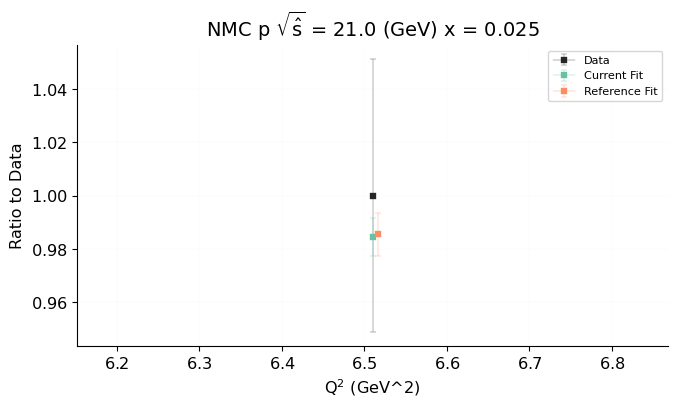 NMC p √ŝ = 21.0 (GeV) x = 0.025
Data
Current Fit
Reference Fit
Ratio to Data
1.04
1.02
1.00
0.98
0.96
6.2 6.3 6.4 6.5 6.6 6.7 6.8
Q² (GeV^2)